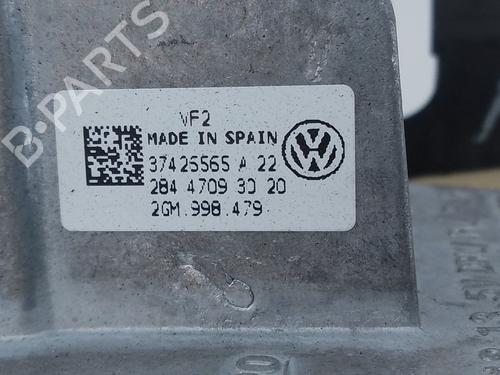 B-PARTS
VF2
MADE IN SPAIN
37425565 A 22
284 4709 30 20
2GM.998.479